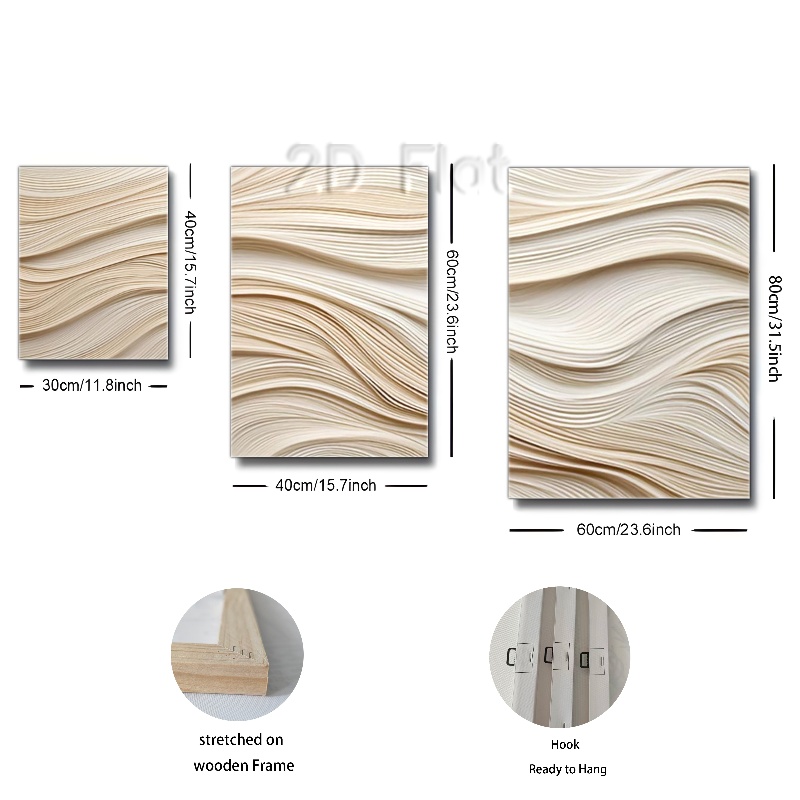 2D Flat
40cm/15.7inch
60cm/23.6inch
80cm/31.5inch
30cm/11.8inch
40cm/15.7inch
60cm/23.6inch
stretched on
wooden Frame
Hook
Ready to Hang